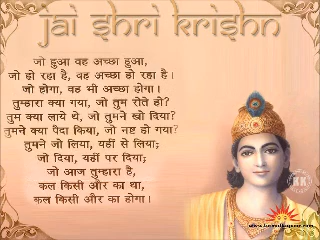 JAI SHRI KRISHN
जो हुआ वह अच्छा हुआ,
जो हो रहा है, वह अच्छा हो रहा है।
जो होगा, वह भी अच्छा होगा।
तुम्हारा क्या गया, जो तुम रोते हो?
तुम क्या लाये थे, जो तुमने खो दिया?
तुमने क्या पैदा किया, जो नष्ट हो गया?
तुमने जो लिया, यहीं से लिया;
जो दिया, यहीं पर दिया;
जो आज तुम्हारा है,
कल किसी और का था,
कल किसी और का होगा।
KK